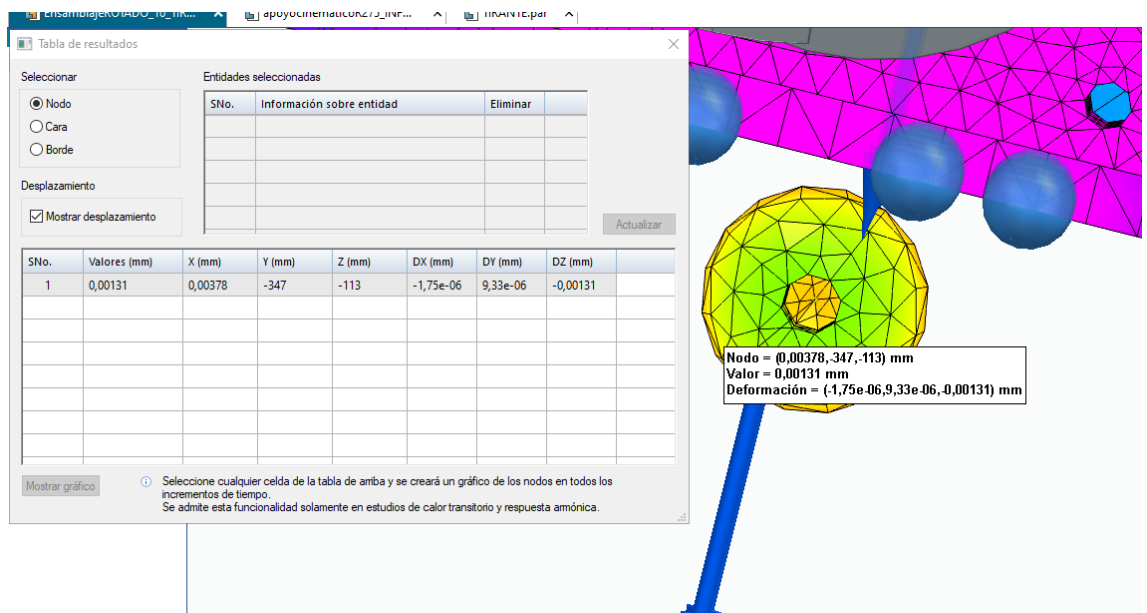 EnsamblajeROTADO_10_TIR...
apoyocinematicoR275_INF...
TIRANTE.par
Tabla de resultados
Seleccionar
Nodo
Cara
Borde
Desplazamiento
Mostrar desplazamiento
Entidades seleccionadas
SNo. Información sobre entidad Eliminar
Actualizar
SNo. Valores (mm) X (mm) Y (mm) Z (mm) DX (mm) DY (mm) DZ (mm)
1 0,00131 0,00378 -347 -113 -1,75e-06 9,33e-06 -0,00131
Mostrar gráfico
Seleccione cualquier celda de la tabla de arriba y se creará un gráfico de los nodos en todos los
incrementos de tiempo.
Se admite esta funcionalidad solamente en estudios de calor transitorio y respuesta armónica.
Nodo = (0,00378,-347,-113) mm
Valor = 0,00131 mm
Deformación = (-1,75e-06,9,33e-06,-0,00131) mm